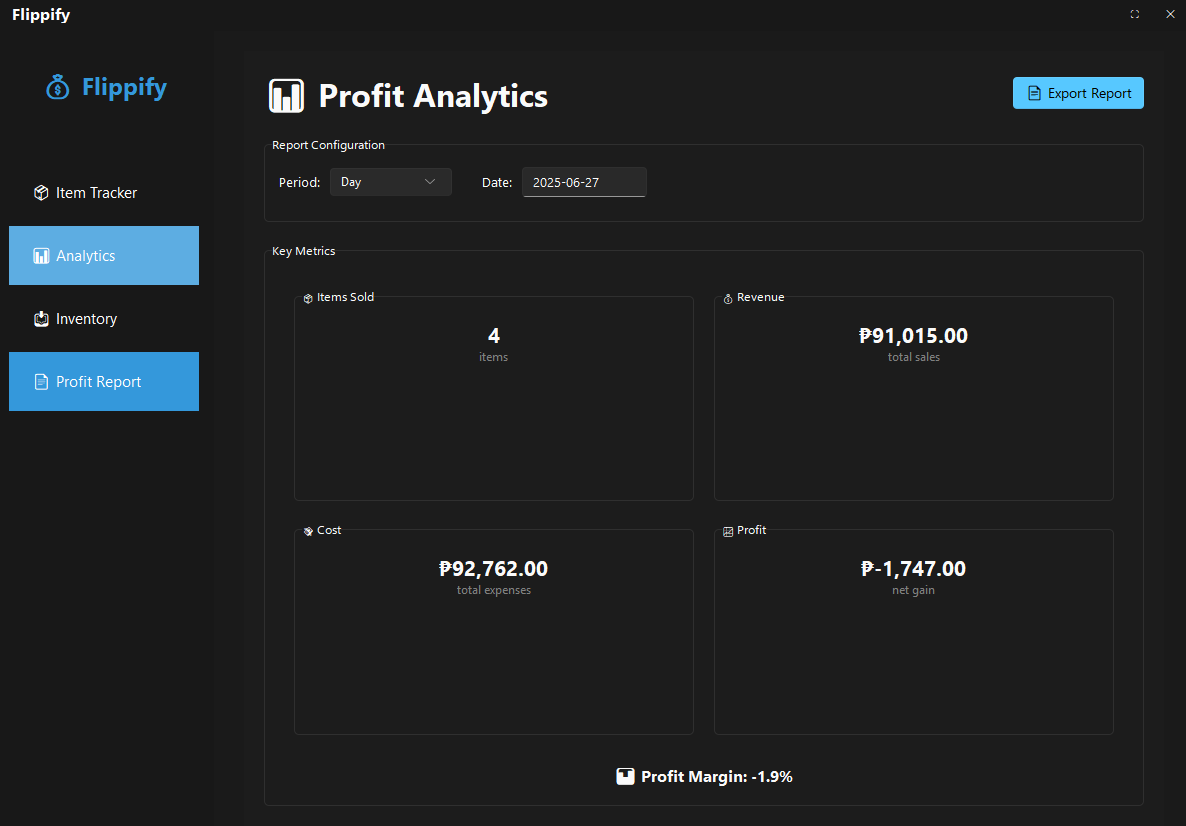 Flippify
Flippify
Item Tracker
Analytics
Inventory
Profit Report
Profit Analytics
Export Report
Report Configuration
Period: Day Date: 2025-06-27
Key Metrics
Items Sold
4
items
Revenue
₱91,015.00
total sales
Cost
₱92,762.00
total expenses
Profit
₱-1,747.00
net gain
Profit Margin: -1.9%